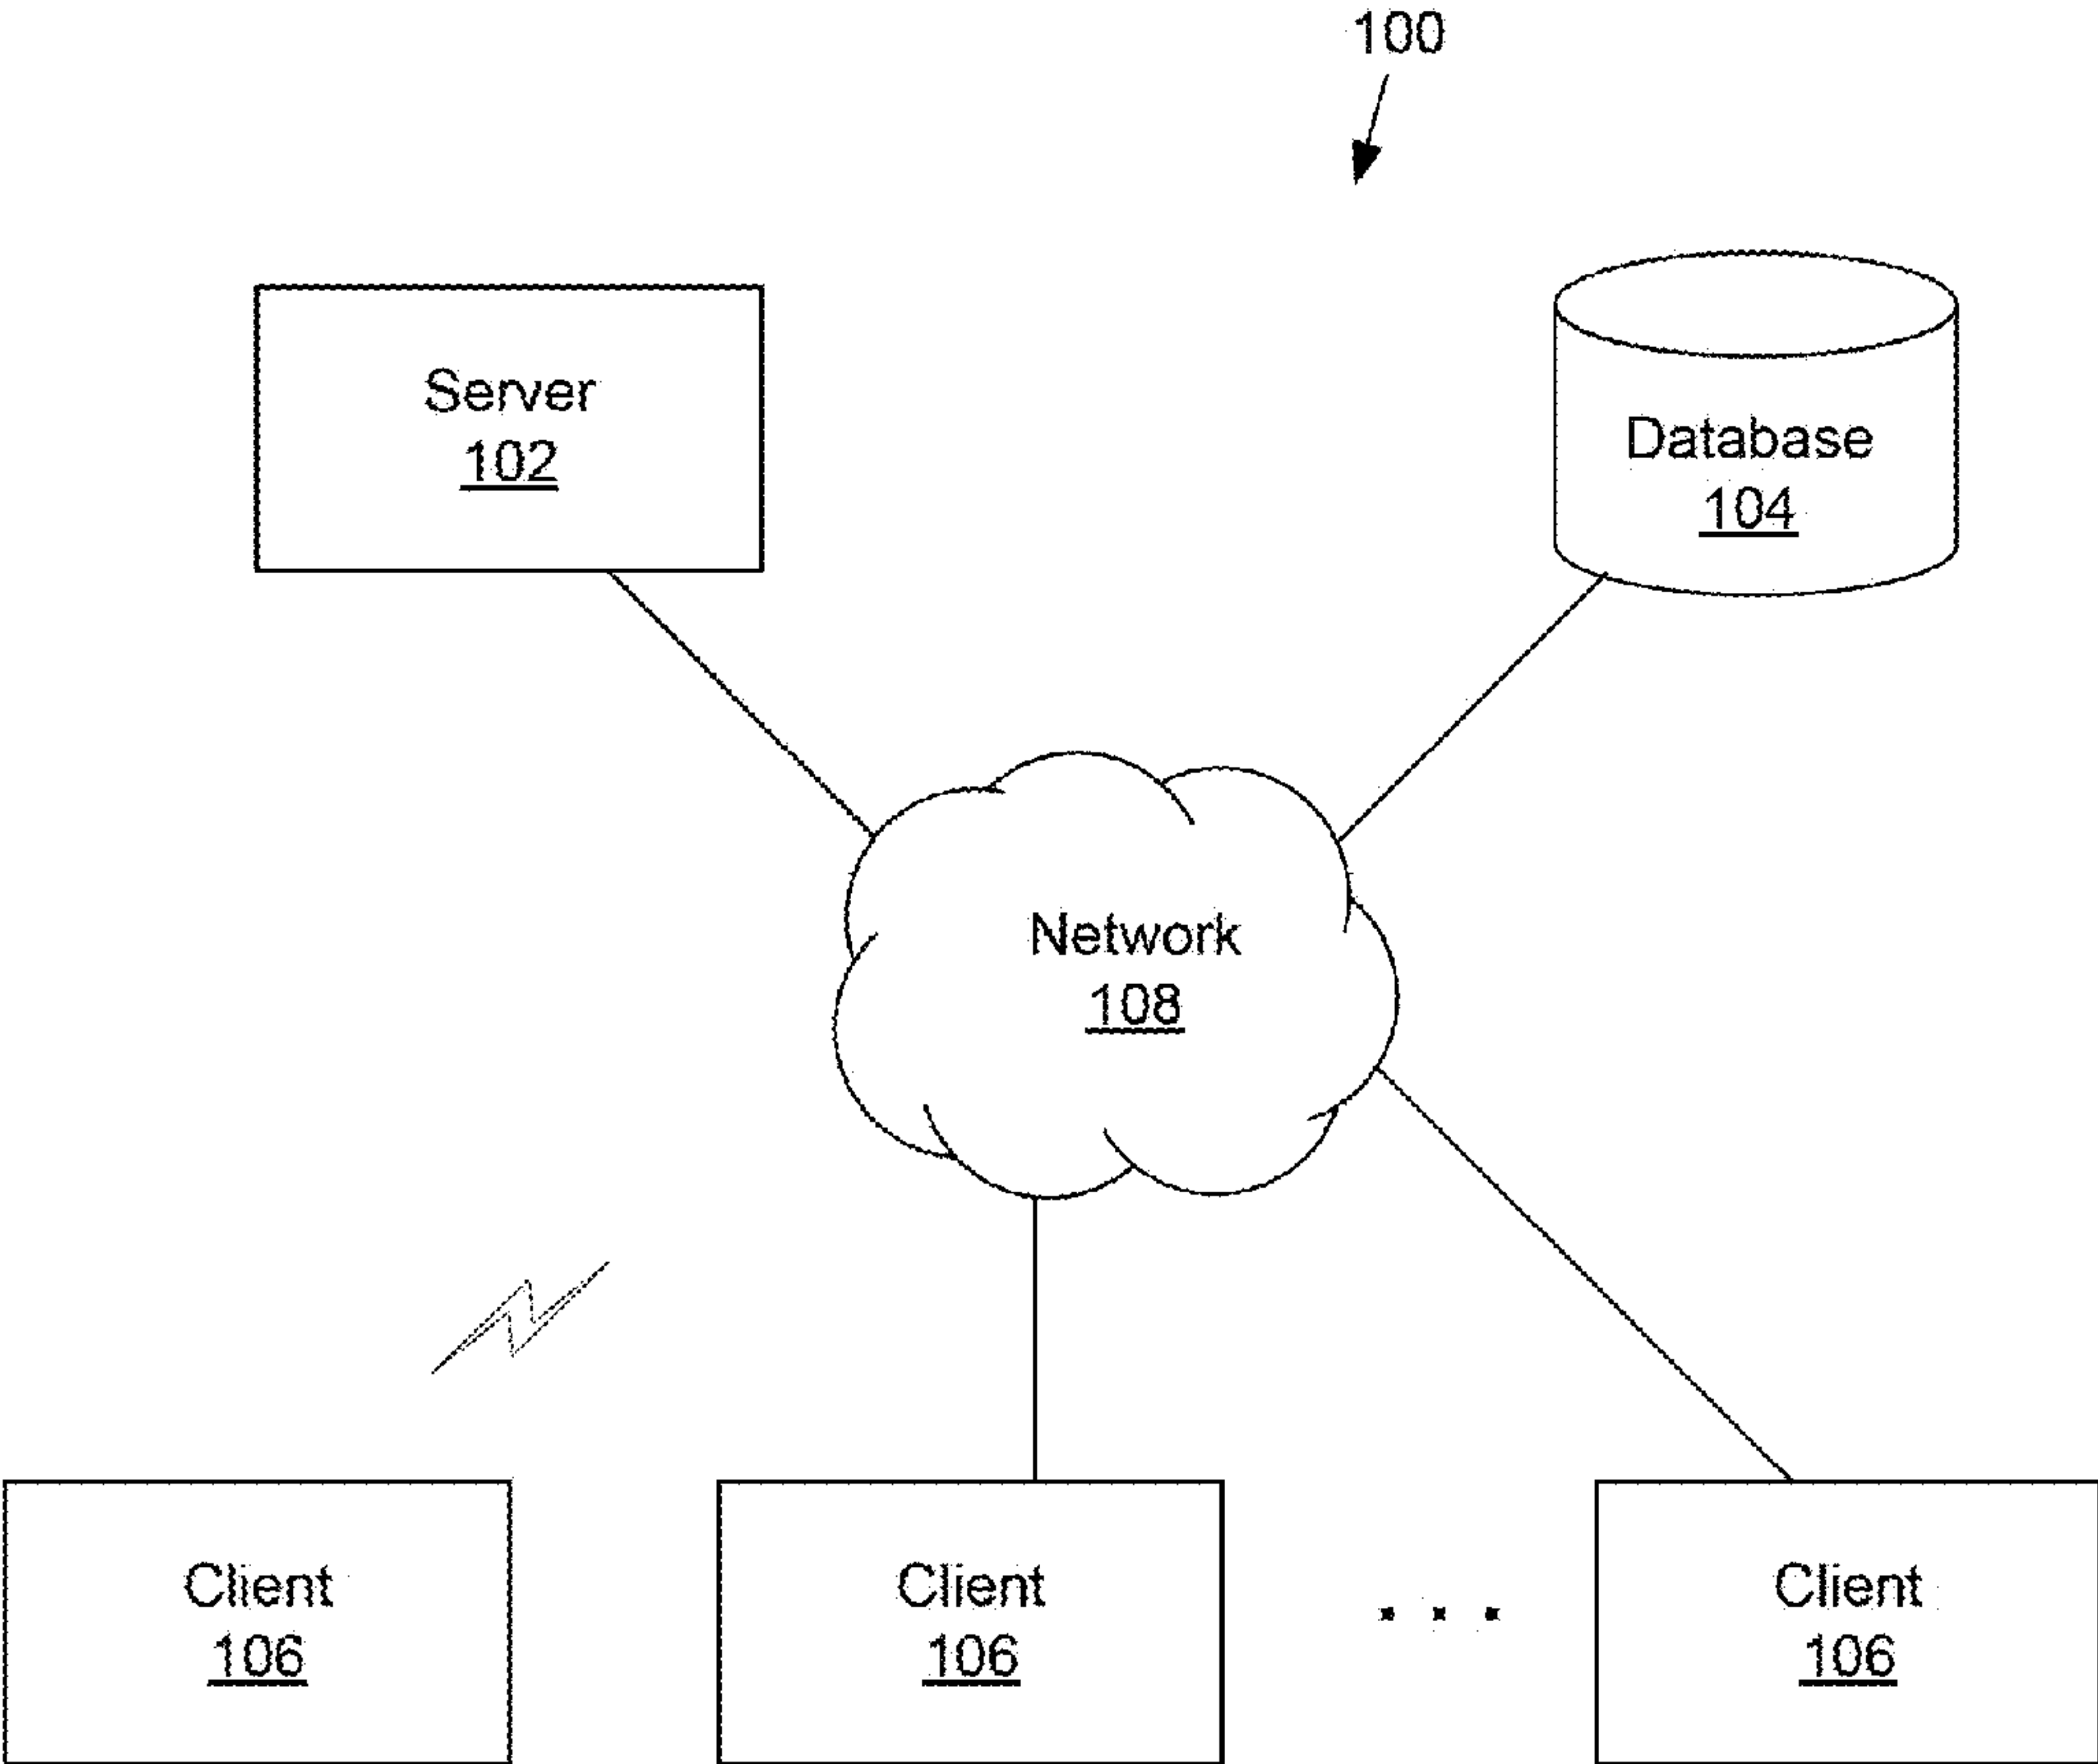 100
Server
102
Database
104
Network
108
Client
106
Client
106
. . .
Client
106